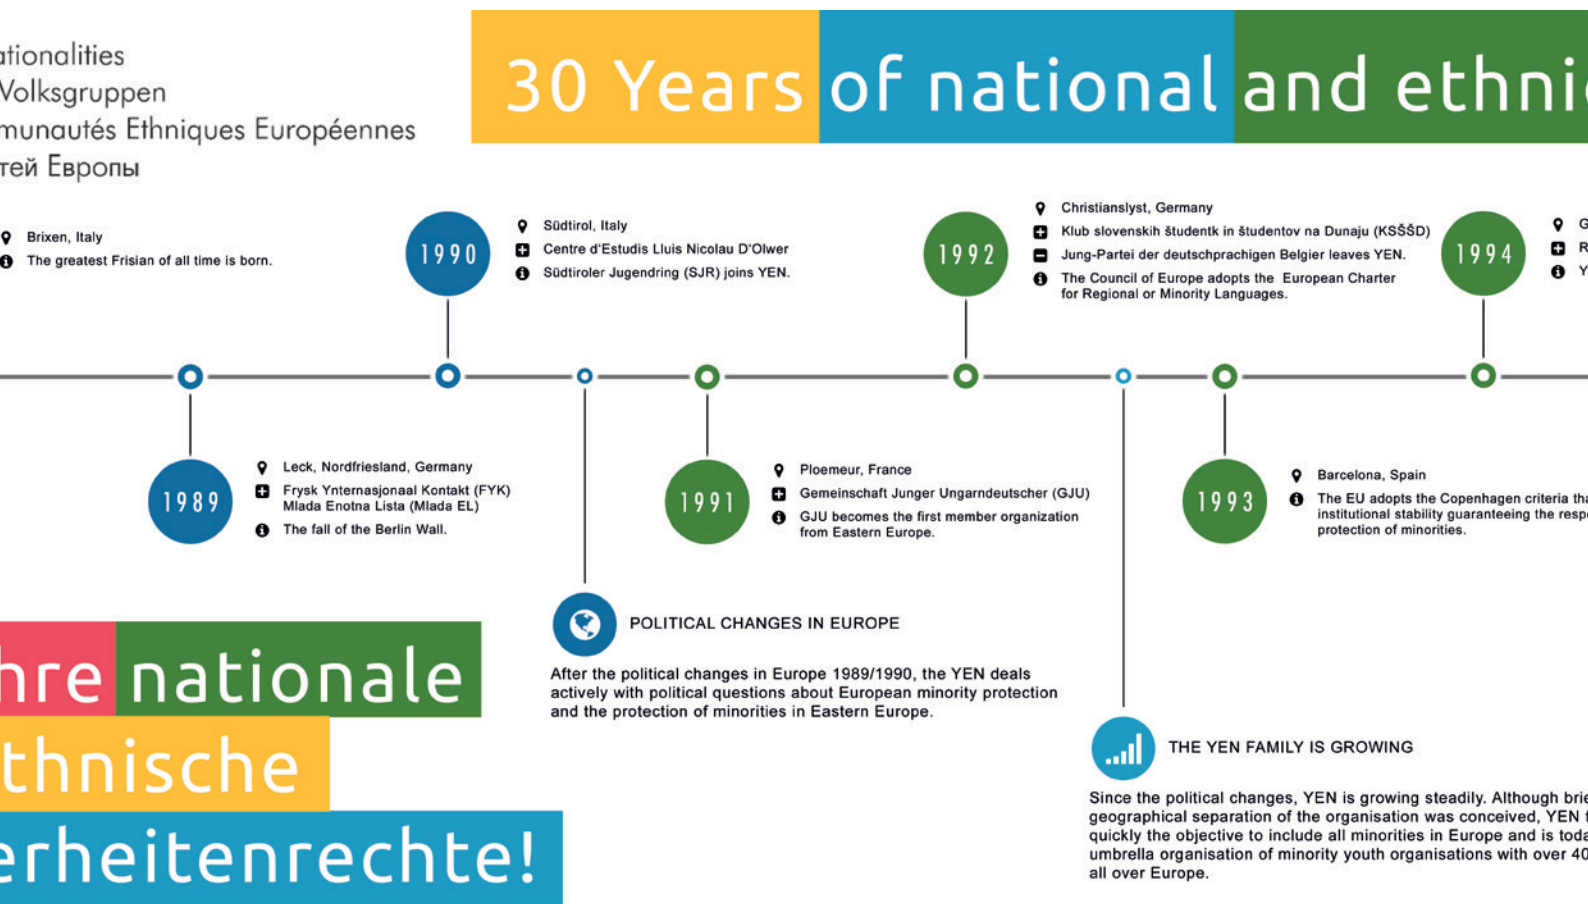 ationalities
Volksgruppen
munautés Ethniques Européennes
тей Европы
30 Years of national and ethni
Brixen, Italy
The greatest Frisian of all time is born.
1990
Südtirol, Italy
Centre d'Estudis Lluis Nicolau D'Olwer
Südtiroler Jugendring (SJR) joins YEN.
1992
Christianslyst, Germany
Klub slovenskih študentk in študentov na Dunaju (KSŠŠD)
Jung-Partei der deutschprachigen Belgier leaves YEN.
The Council of Europe adopts the European Charter
for Regional or Minority Languages.
1994
G
R
Y
1989
Leck, Nordfriesland, Germany
Frysk Ynternasjonaal Kontakt (FYK)
Mlada Enotna Lista (Mlada EL)
The fall of the Berlin Wall.
1991
Ploemeur, France
Gemeinschaft Junger Ungarndeutscher (GJU)
GJU becomes the first member organization
from Eastern Europe.
1993
Barcelona, Spain
The EU adopts the Copenhagen criteria tha
institutional stability guaranteeing the resp
protection of minorities.
POLITICAL CHANGES IN EUROPE
After the political changes in Europe 1989/1990, the YEN deals
actively with political questions about European minority protection
and the protection of minorities in Eastern Europe.
hre nationale
thnische
erheitenrechte!
THE YEN FAMILY IS GROWING
Since the political changes, YEN is growing steadily. Although brie
geographical separation of the organisation was conceived, YEN f
quickly the objective to include all minorities in Europe and is toda
umbrella organisation of minority youth organisations with over 40
all over Europe.